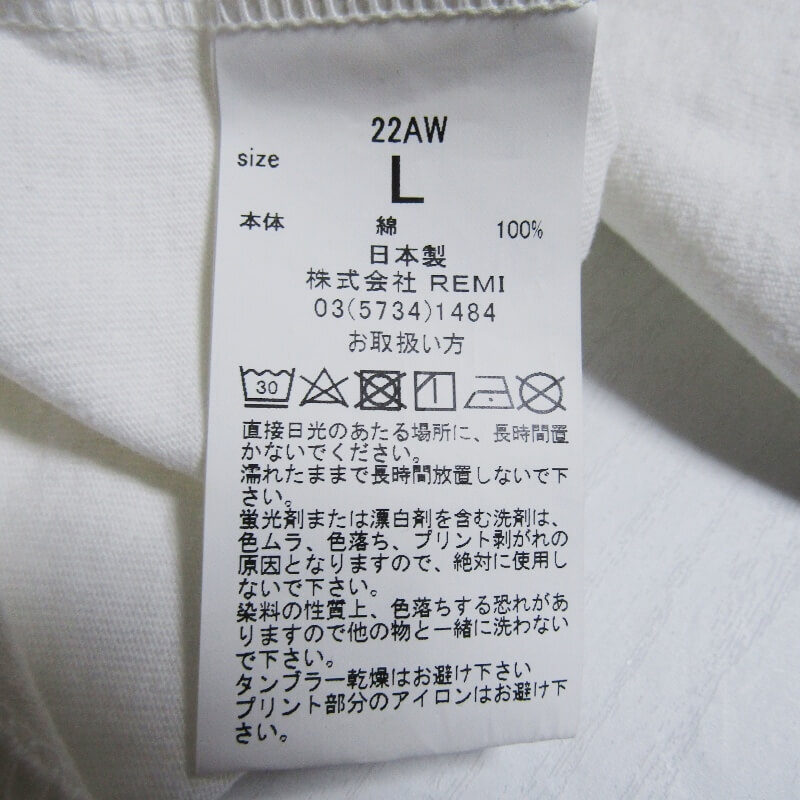 22AW
size L
本体 綿 100%
日本製
株式会社 REMI
03(5734)1484
お取扱い方
30
直接日光のあたる場所に、長時間置
かないでください。
濡れたままで長時間放置しないで下
さい。
蛍光剤または漂白剤を含む洗剤は、
色ムラ、色落ち、プリント剥がれの
原因となりますので、絶対に使用し
ないで下さい。
染料の性質上、色落ちする恐れがあ
りますので他の物と一緒に洗わない
で下さい。
タンブラー乾燥はお避け下さい
プリント部分のアイロンはお避け下
さい。